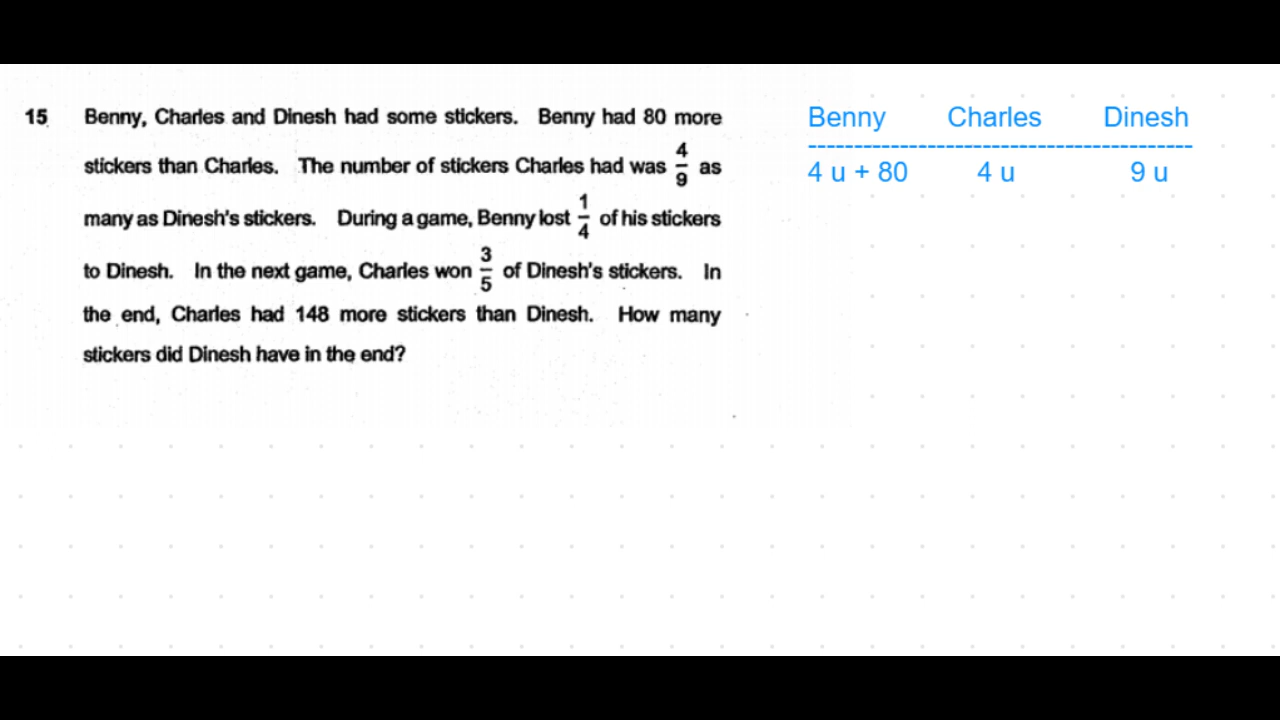 15 Benny, Charles and Dinesh had some stickers. Benny had 80 more
stickers than Charles. The number of stickers Charles had was 4/9 as
many as Dinesh's stickers. During a game, Benny lost 1/4 of his stickers
to Dinesh. In the next game, Charles won 3/5 of Dinesh's stickers. In
the end, Charles had 148 more stickers than Dinesh. How many
stickers did Dinesh have in the end?
Benny Charles Dinesh
------------------------------------------
4 u + 80 4 u 9 u